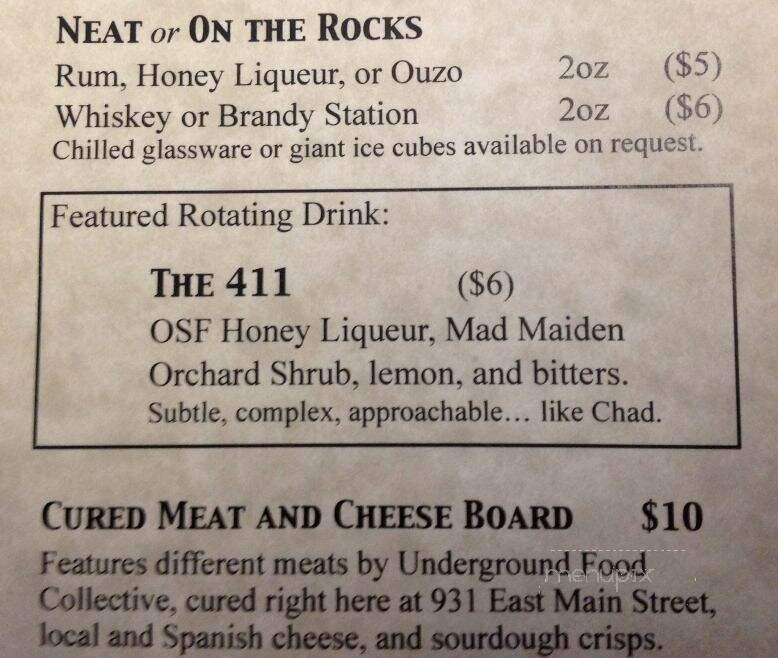 NEAT or ON THE ROCKS
Rum, Honey Liqueur, or Ouzo 2oz ($5)
Whiskey or Brandy Station 2oz ($6)
Chilled glassware or giant ice cubes available on request.
Featured Rotating Drink:
THE 411 ($6)
OSF Honey Liqueur, Mad Maiden
Orchard Shrub, lemon, and bitters.
Subtle, complex, approachable… like Chad.
CURED MEAT AND CHEESE BOARD $10
Features different meats by Underground Food
menupix
Collective, cured right here at 931 East Main Street,
local and Spanish cheese, and sourdough crisps.